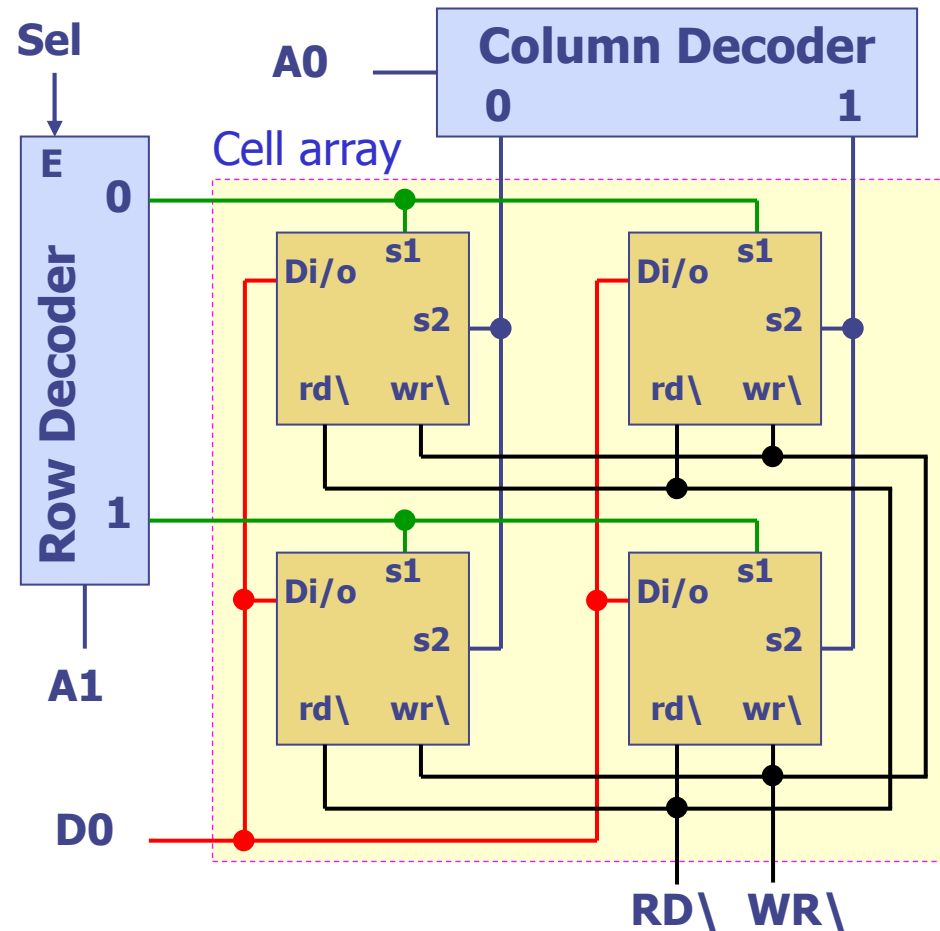 Sel
A0
Column Decoder
0 1
Cell array
E
0
Row Decoder
1
A1
s1
Di/o
s2
rd\ wr\
s1
Di/o
s2
rd\ wr\
s1
Di/o
s2
rd\ wr\
s1
Di/o
s2
rd\ wr\
D0
RD\ WR\